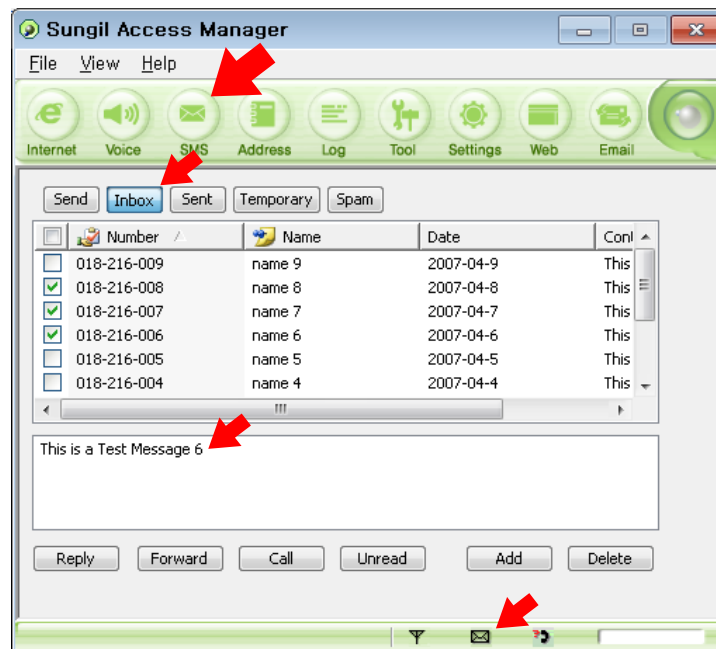 Sungil Access Manager
File View Help
Internet Voice SMS Address Log Tool Settings Web Email
Send Inbox Sent Temporary Spam
Number Name Date
018-216-009 name 9 2007-04-9 This
018-216-008 name 8 2007-04-8 This
018-216-007 name 7 2007-04-7 This
018-216-006 name 6 2007-04-6 This
018-216-005 name 5 2007-04-5 This
018-216-004 name 4 2007-04-4 This
This is a Test Message 6
Reply Forward Call Unread Add Delete